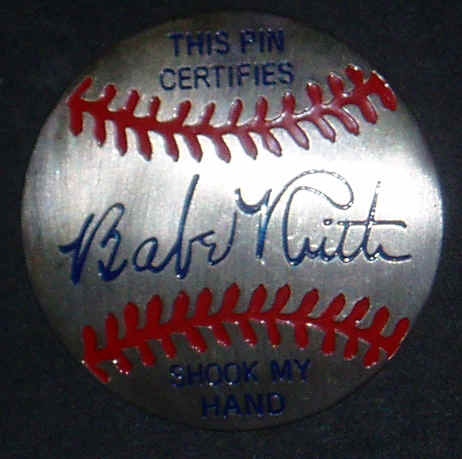 THIS PIN
CERTIFIES
Babe Ruth
SHOOK MY
HAND